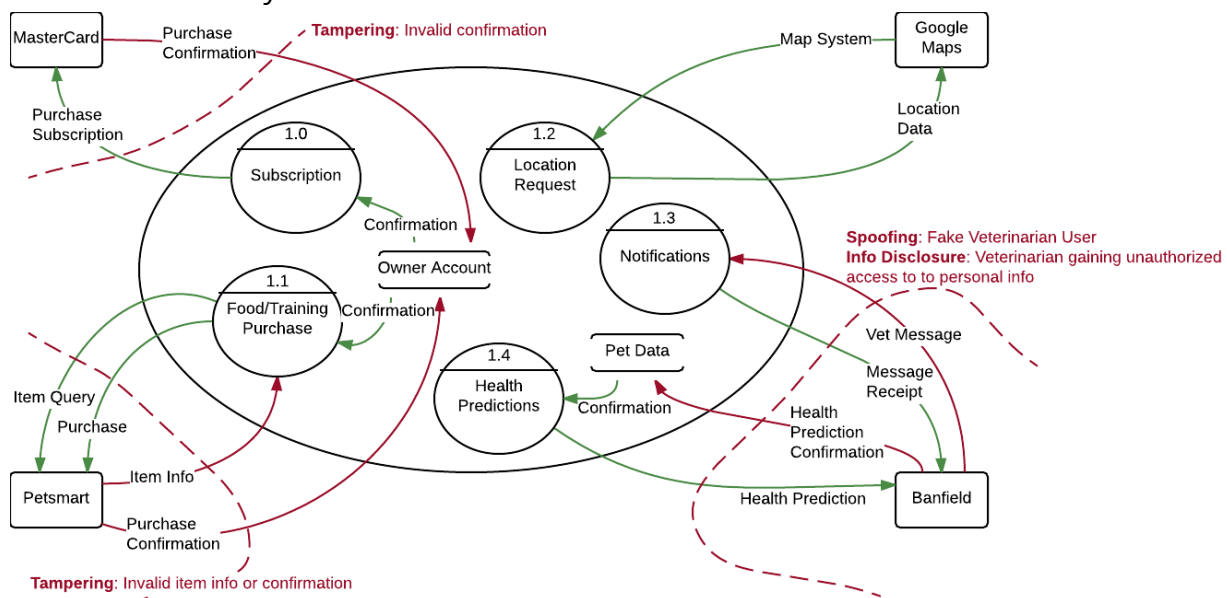 MasterCard
Purchase
Confirmation
Tampering: Invalid confirmation
Map System
Google
Maps
Purchase
Subscription
Location
Data
1.0
Subscription
1.2
Location
Request
1.3
Notifications
Confirmation
Owner Account
Spoofing: Fake Veterinarian User
Info Disclosure: Veterinarian gaining unauthorized
access to to personal info
1.1
Food/Training
Purchase
Confirmation
Vet Message
Pet Data
1.4
Health
Predictions
Message
Receipt
Confirmation
Item Query
Purchase
Health
Prediction
Confirmation
Item Info
Petsmart
Health Prediction
Banfield
Purchase
Confirmation
Tampering: Invalid item info or confirmation